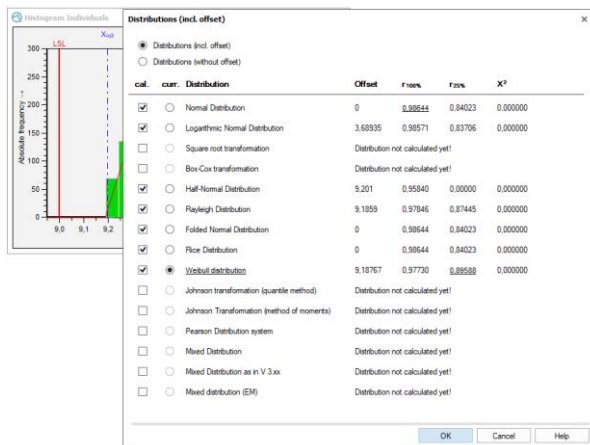 Histogram Individuals
LSL
Xlo3
300
250
200
150
100
50
0
Absolute frequency →
9,0 9,1 9,2
Distributions (incl. offset)
Distributions (incl. offset)
Distributions (without offset)
cal. curr. Distribution Offset r100% r25% X²
Normal Distribution 0 0,98644 0,84023 0,000000
Logarithmic Normal Distribution 3,68935 0,98571 0,83706 0,000000
Square root transformation Distribution not calculated yet!
Box-Cox transformation Distribution not calculated yet!
Half-Normal Distribution 9,201 0,95840 0,00000 0,000000
Rayleigh Distribution 9,1859 0,97846 0,87445 0,000000
Folded Normal Distribution 0 0,98644 0,84023 0,000000
Rice Distribution 0 0,98644 0,84023 0,000000
Weibull distribution 9,18767 0,97730 0,89588 0,000000
Johnson transformation (quantile method) Distribution not calculated yet!
Johnson Transformation (method of moments) Distribution not calculated yet!
Pearson Distribution system Distribution not calculated yet!
Mixed Distribution Distribution not calculated yet!
Mixed Distribution as in V 3.xx Distribution not calculated yet!
Mixed distribution (EM) Distribution not calculated yet!
OK Cancel Help